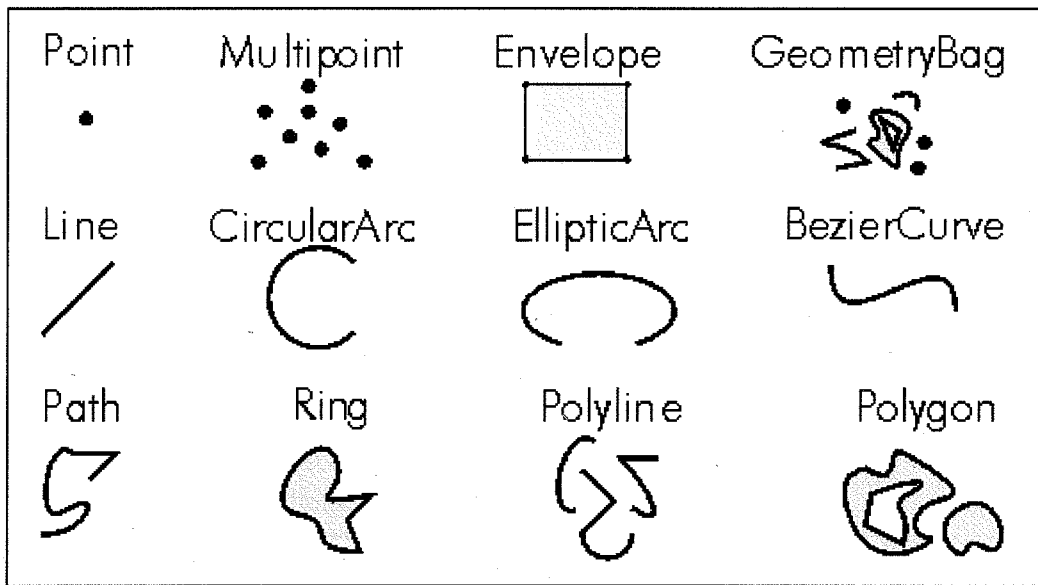 Point Multipoint Envelope GeometryBag
Line CircularArc EllipticArc BezierCurve
Path Ring Polyline Polygon